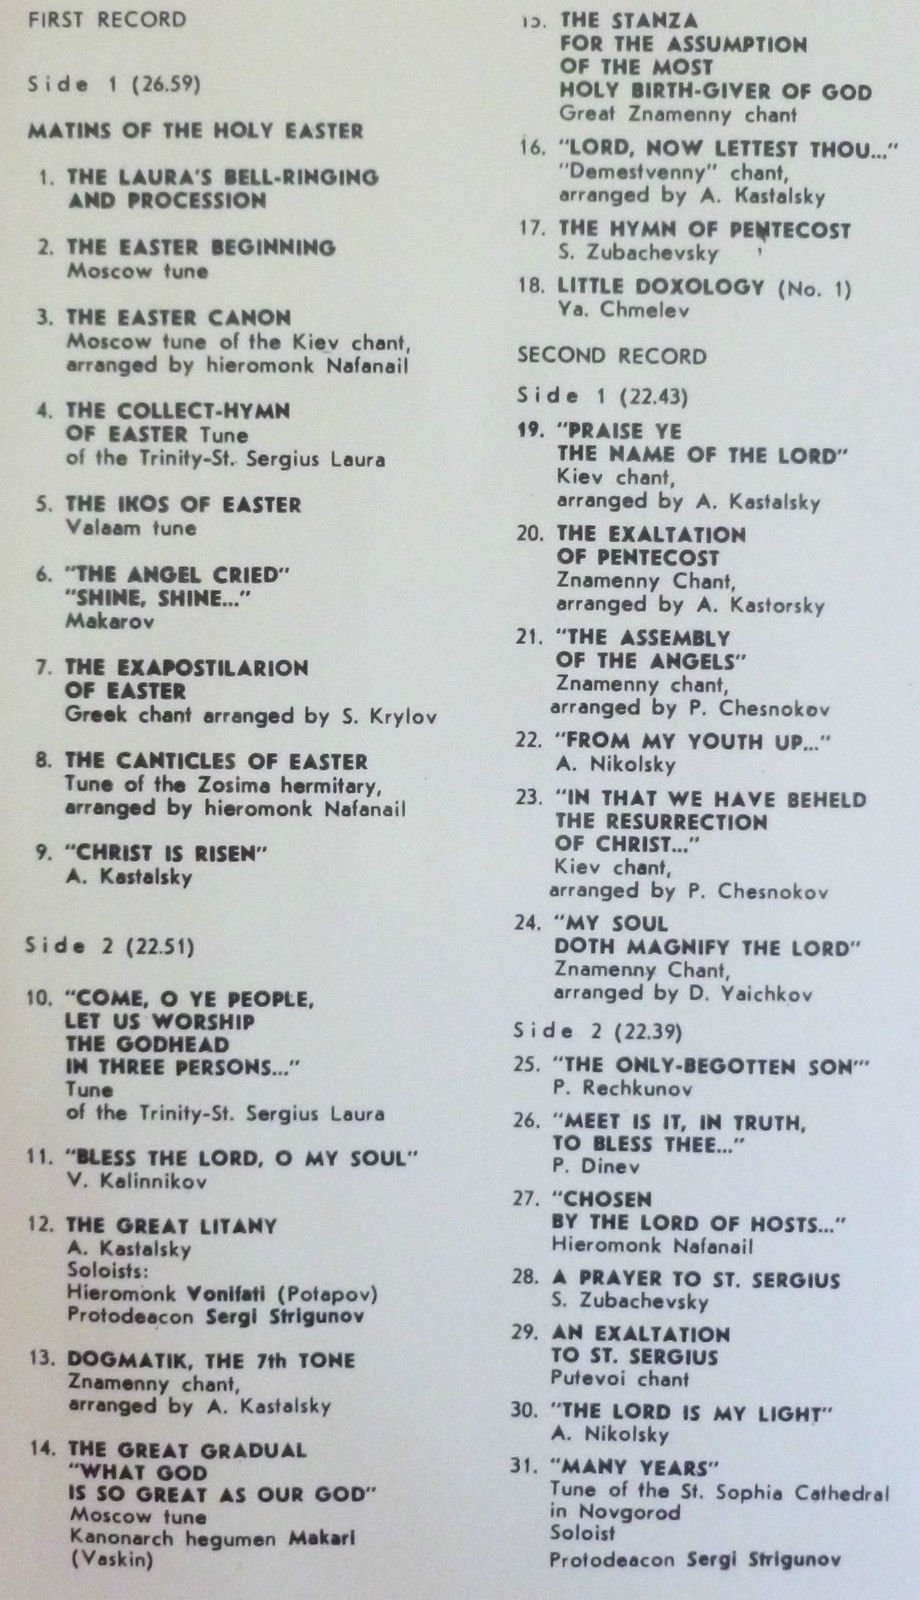 FIRST RECORD
Side 1 (26.59)
MATINS OF THE HOLY EASTER
1. THE LAURA'S BELL-RINGING
AND PROCESSION
2. THE EASTER BEGINNING
Moscow tune
3. THE EASTER CANON
Moscow tune of the Kiev chant,
arranged by hieromonk Nafanail
4. THE COLLECT-HYMN
OF EASTER Tune
of the Trinity-St. Sergius Laura
5. THE IKOS OF EASTER
Valaam tune
6. "THE ANGEL CRIED"
"SHINE, SHINE..."
Makarov
7. THE EXAPOSTILARION
OF EASTER
Greek chant arranged by S. Krylov
8. THE CANTICLES OF EASTER
Tune of the Zosima hermitary,
arranged by hieromonk Nafanail
9. "CHRIST IS RISEN"
A. Kastalsky
Side 2 (22.51)
10. "COME, O YE PEOPLE,
LET US WORSHIP
THE GODHEAD
IN THREE PERSONS..."
Tune
of the Trinity-St. Sergius Laura
11. "BLESS THE LORD, O MY SOUL"
V. Kalinnikov
12. THE GREAT LITANY
A. Kastalsky
Soloists:
Hieromonk Vonifati (Potapov)
Protodeacon Sergi Strigunov
13. DOGMATIK, THE 7th TONE
Znamenny chant,
arranged by A. Kastalsky
14. THE GREAT GRADUAL
"WHAT GOD
IS SO GREAT AS OUR GOD"
Moscow tune
Kanonarch hegumen Makari
(Vaskin)
15. THE STANZA
FOR THE ASSUMPTION
OF THE MOST
HOLY BIRTH-GIVER OF GOD
Great Znamenny chant
16. "LORD, NOW LETTEST THOU..."
"Demestvenny" chant,
arranged by A. Kastalsky
17. THE HYMN OF PENTECOST
S. Zubachevsky
18. LITTLE DOXOLOGY (No. 1)
Ya. Chmelev
SECOND RECORD
Side 1 (22.43)
19. "PRAISE YE
THE NAME OF THE LORD"
Kiev chant,
arranged by A. Kastalsky
20. THE EXALTATION
OF PENTECOST
Znamenny Chant,
arranged by A. Kastorsky
21. "THE ASSEMBLY
OF THE ANGELS"
Znamenny chant,
arranged by P. Chesnokov
22. "FROM MY YOUTH UP..."
A. Nikolsky
23. "IN THAT WE HAVE BEHELD
THE RESURRECTION
OF CHRIST..."
Kiev chant,
arranged by P. Chesnokov
24. "MY SOUL
DOTH MAGNIFY THE LORD"
Znamenny Chant,
arranged by D. Yaichkov
Side 2 (22.39)
25. "THE ONLY-BEGOTTEN SON"'
P. Rechkunov
26. "MEET IS IT, IN TRUTH,
TO BLESS THEE..."
P. Dinev
27. "CHOSEN
BY THE LORD OF HOSTS..."
Hieromonk Nafanail
28. A PRAYER TO ST. SERGIUS
S. Zubachevsky
29. AN EXALTATION
TO ST. SERGIUS
Putevoi chant
30. "THE LORD IS MY LIGHT"
A. Nikolsky
31. "MANY YEARS"
Tune of the St. Sophia Cathedral
in Novgorod
Soloist
Protodeacon Sergi Strigunov